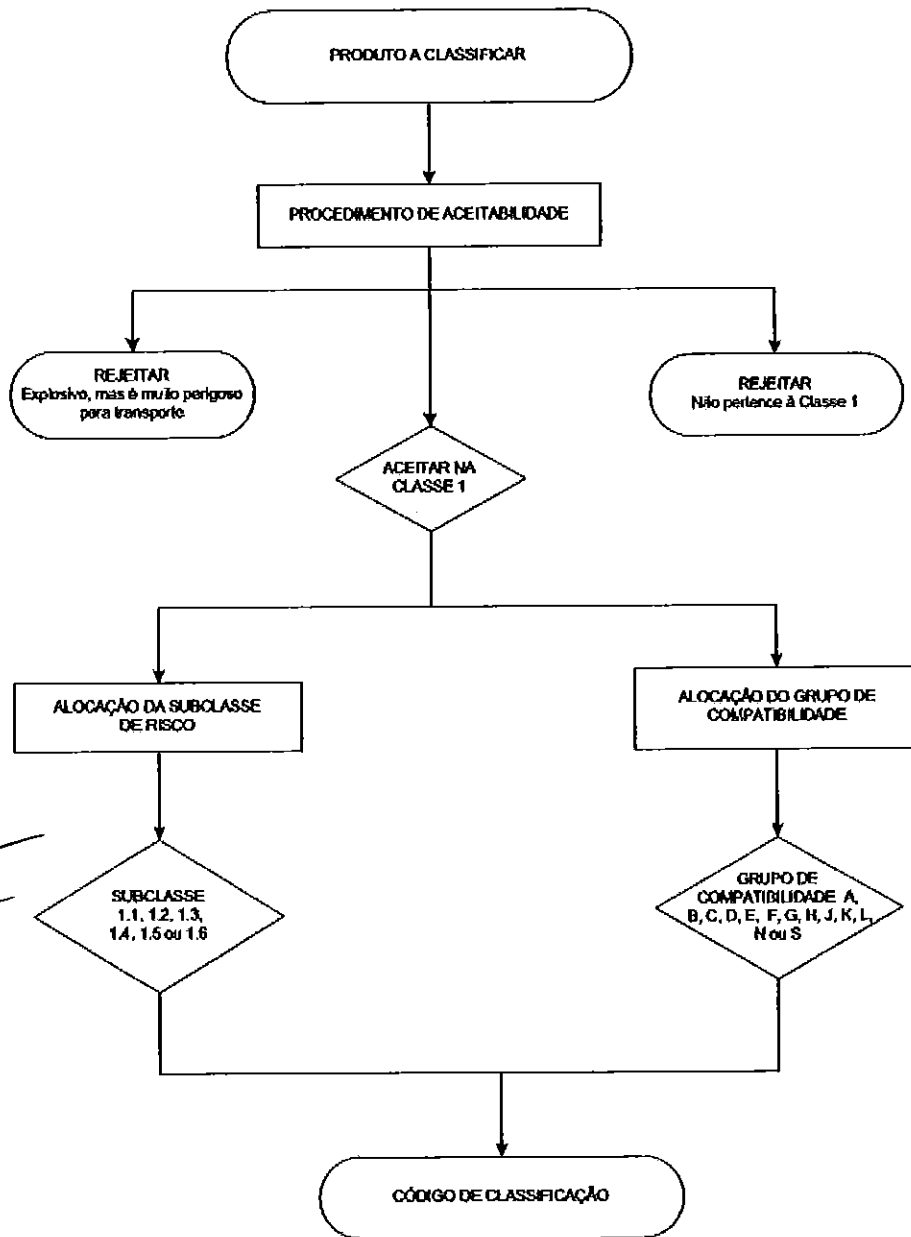 PRODUTO A CLASSIFICAR
PROCEDIMENTO DE ACEITABILIDADE
REJEITAR
Explosivo, mas é muito perigoso
para transporte
REJEITAR
Não pertence à Classe 1
ACEITAR NA
CLASSE 1
ALOCAÇÃO DA SUBCLASSE
DE RISCO
ALOCAÇÃO DO GRUPO DE
COMPATIBILIDADE
SUBCLASSE
1.1, 1.2, 1.3,
1.4, 1.5 ou 1.6
GRUPO DE
COMPATIBILIDADE A,
B, C, D, E, F, G, H, J, K, L,
N ou S
CÓDIGO DE CLASSIFICAÇÃO